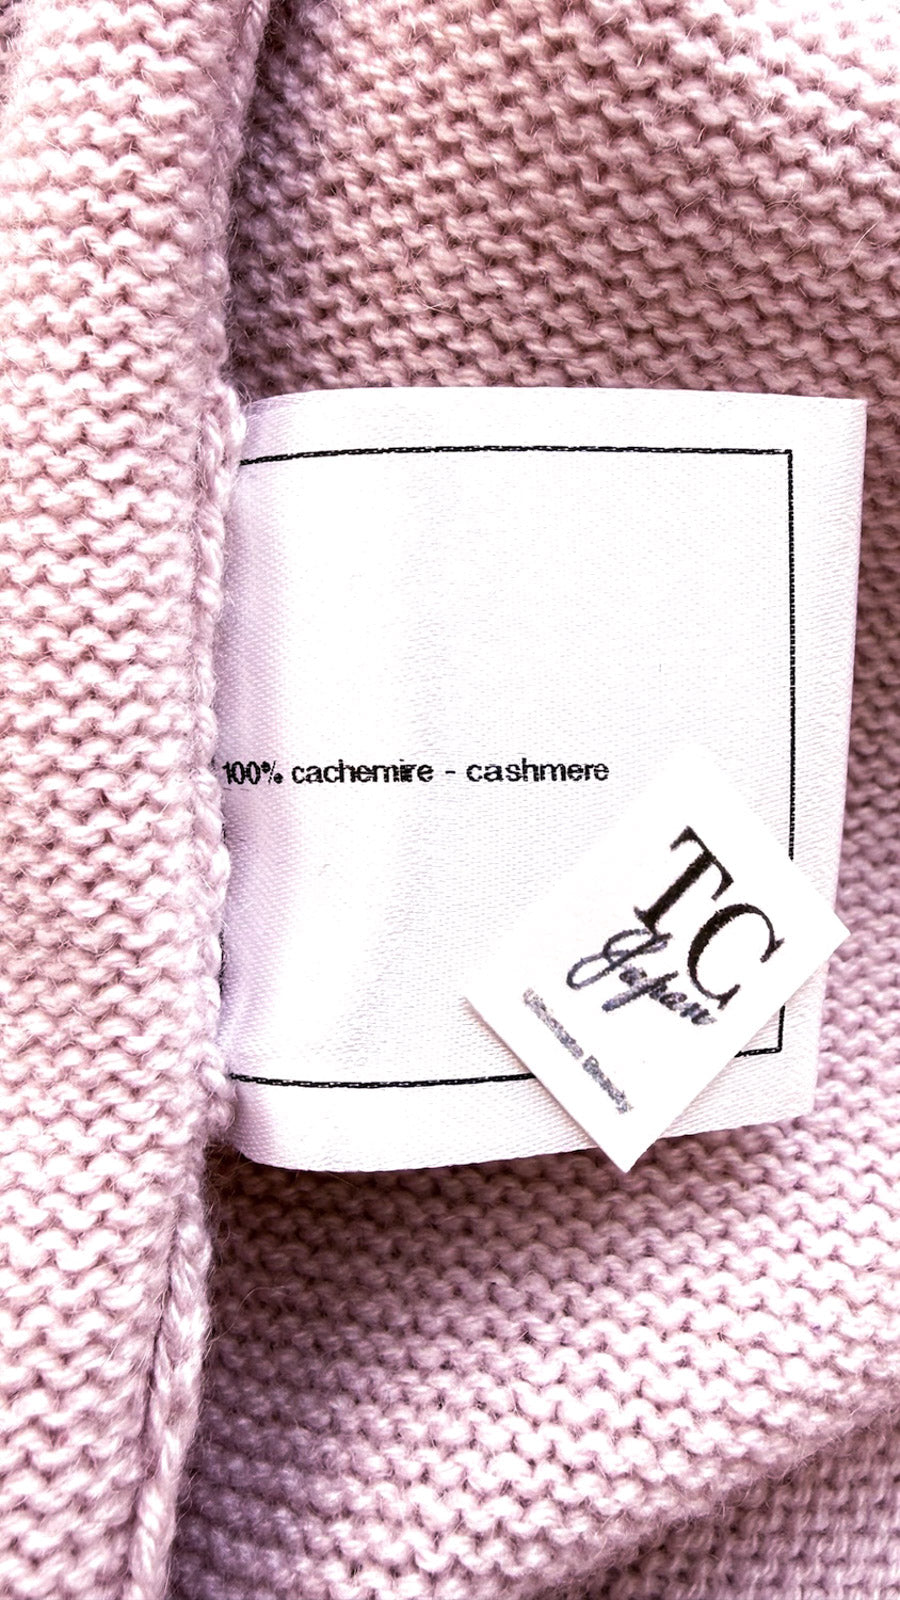 100% cachemire - cashmere
TC
Japan